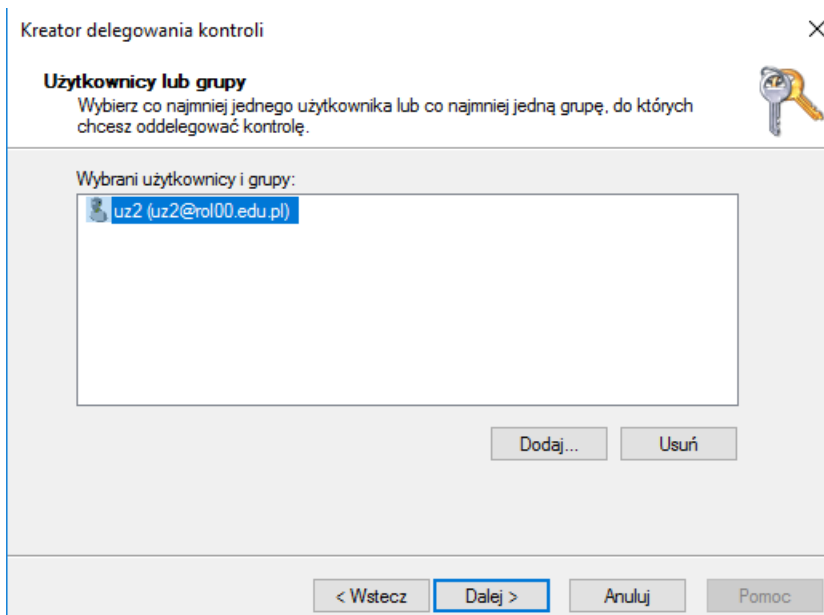 Kreator delegowania kontroli
Użytkownicy lub grupy
Wybierz co najmniej jednego użytkownika lub co najmniej jedną grupę, do których
chcesz oddelegować kontrolę.
Wybrani użytkownicy i grupy:
uz2 (uz2@rol00.edu.pl)
Dodaj...
Usuń
< Wstecz
Dalej >
Anuluj
Pomoc